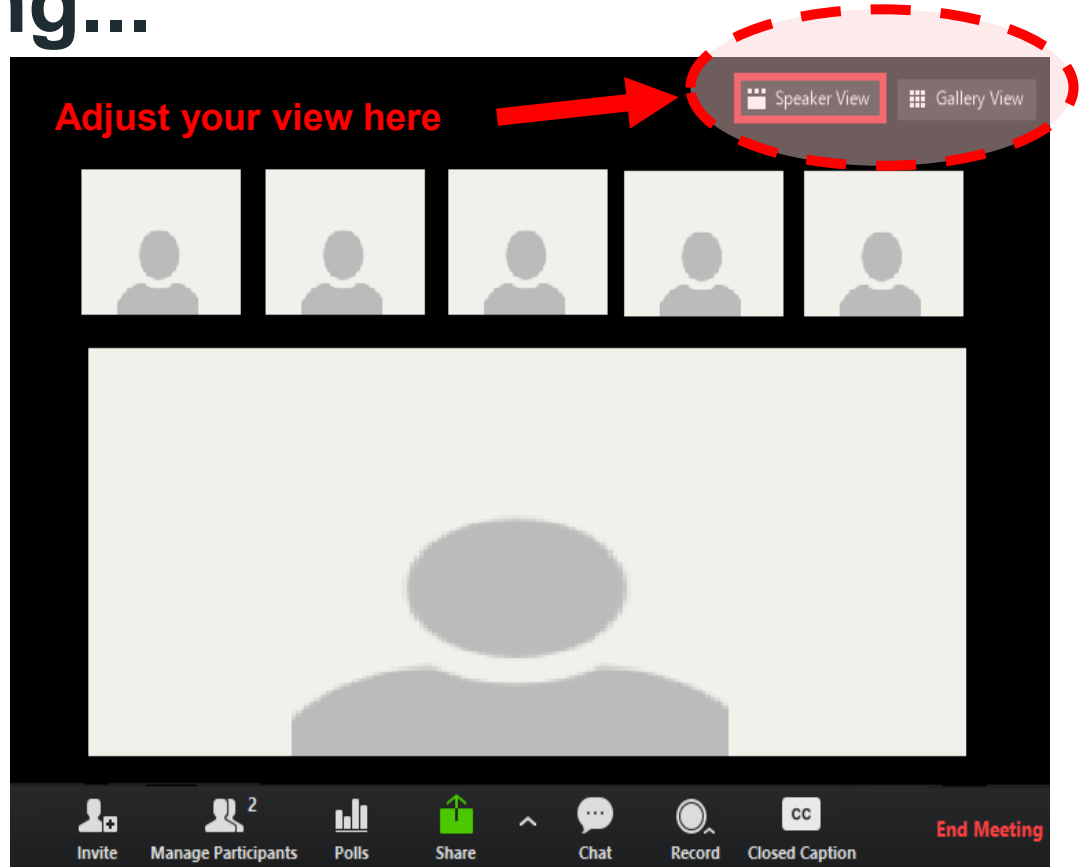 ng...
Speaker View Gallery View
Adjust your view here
2
Invite Manage Participants Polls Share Chat Record CC Closed Caption End Meeting